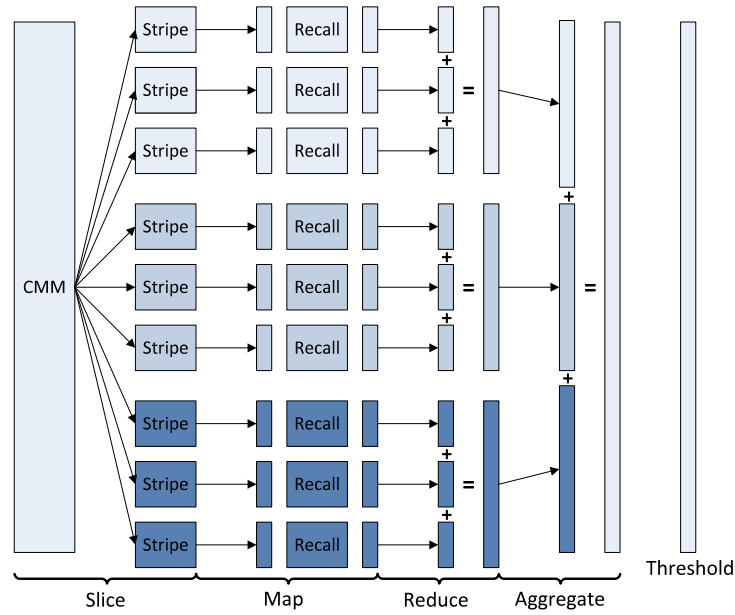 Stripe Recall
+
Stripe Recall =
+
Stripe Recall
+
Stripe Recall
+
CMM Stripe Recall = =
+
Stripe Recall
+
Stripe Recall
+
Stripe Recall =
+
Stripe Recall
Threshold
Slice Map Reduce Aggregate